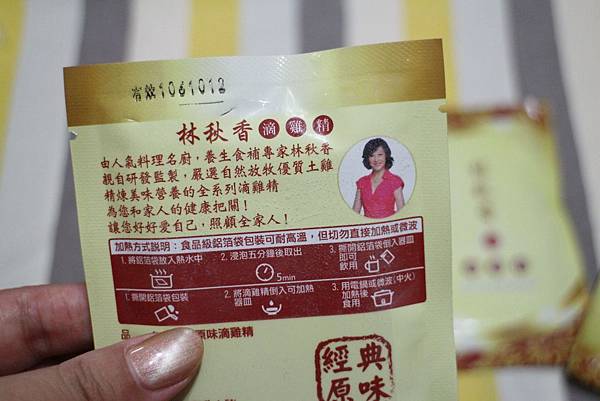 有效1061012
林秋香滴雞精
由人氣料理名廚，養生食補專家林秋香
親自研發監製，嚴選自然放牧優質土雞
精煉美味營養的全系列滴雞精
為您和家人的健康把關！
讓您好好愛自己，照顧全家人！
加熱方式說明：食品級鋁箔袋包裝可耐高溫，但切勿直接加熱或微波
1. 將鋁箔袋放入熱水中
2. 浸泡五分鐘後取出
5min
3. 撕開鋁箔袋倒入器皿
即可
飲用
1. 撕開鋁箔袋包裝
2. 將滴雞精倒入可加熱
器皿
3. 用電鍋或微波(中火)
加熱後
食用
品
原味滴雞精
經典
原味